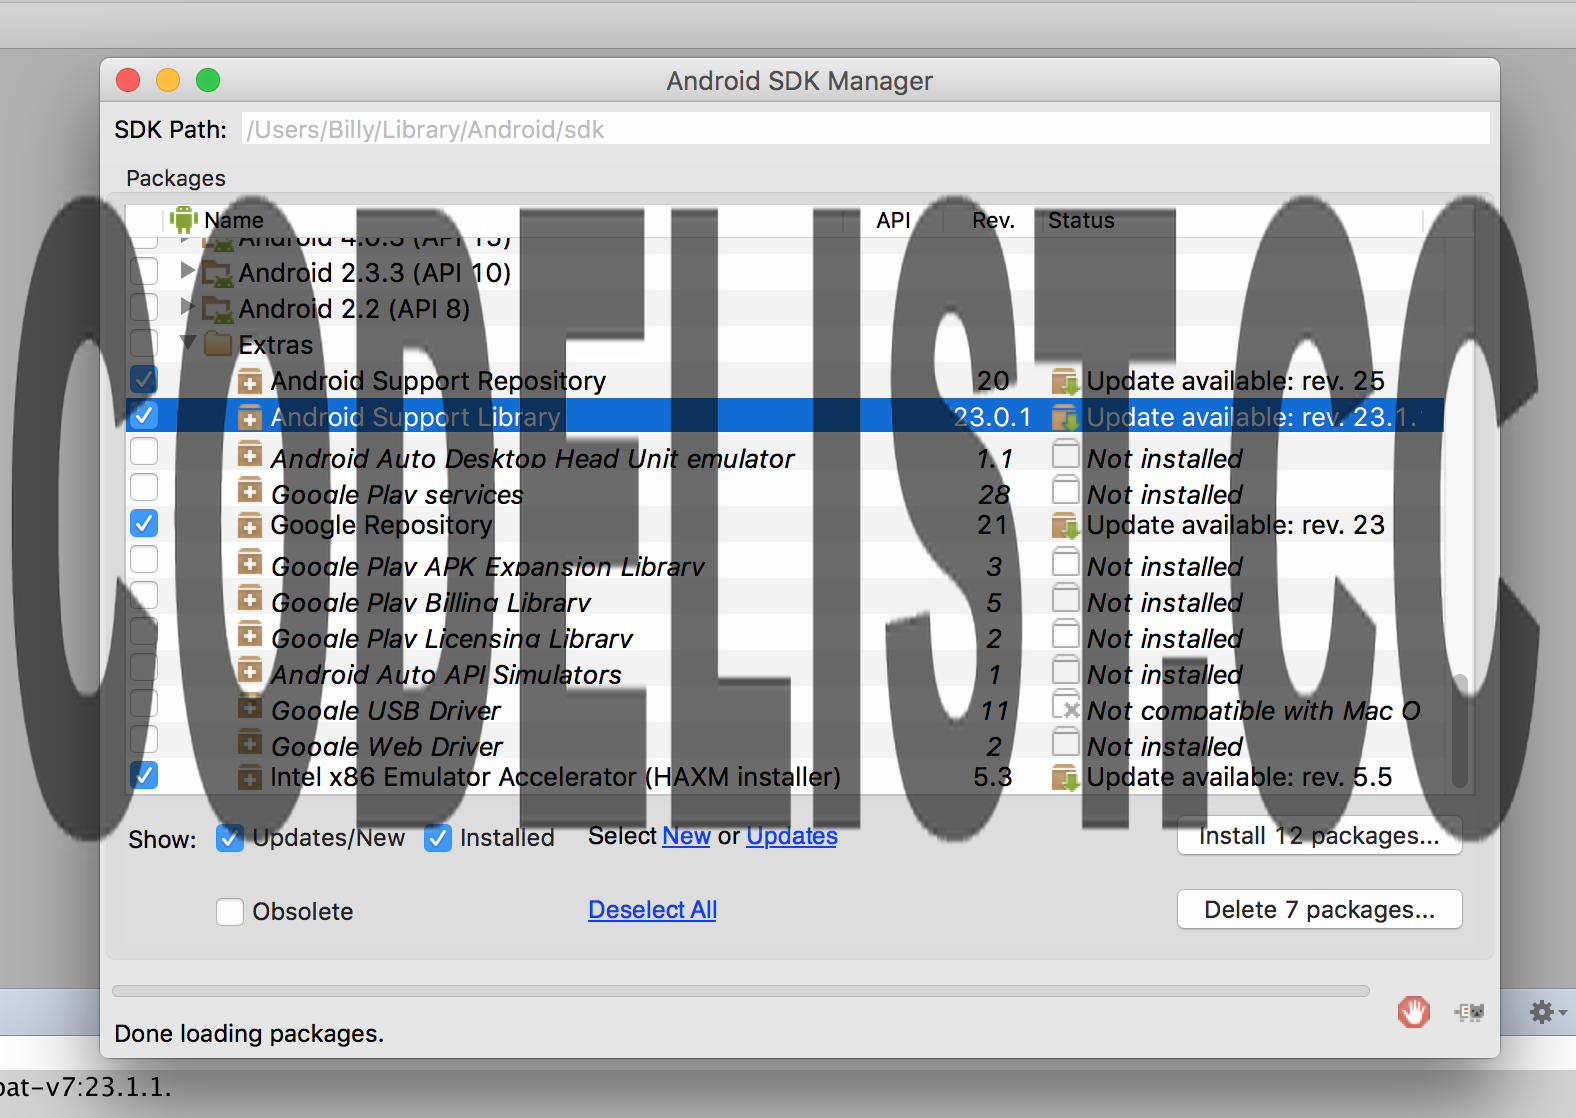 Android SDK Manager
SDK Path: /Users/Billy/Library/Android/sdk
Packages
Name API Rev. Status
Android 4.0.3 (API 15)
Android 2.3.3 (API 10)
Android 2.2 (API 8)
Extras
Android Support Repository 20 Update available: rev. 25
Android Support Library 23.0.1 Update available: rev. 23.1.
Android Auto Desktop Head Unit emulator 1.1 Not installed
Google Play services 28 Not installed
Google Repository 21 Update available: rev. 23
Google Play APK Expansion Library 3 Not installed
Google Play Billing Library 5 Not installed
Google Play Licensing Library 2 Not installed
Android Auto API Simulators 1 Not installed
Google USB Driver 11 Not compatible with Mac O
Google Web Driver 2 Not installed
Intel x86 Emulator Accelerator (HAXM installer) 5.3 Update available: rev. 5.5
CODELIST.CC
Show: Updates/New Installed Select New or Updates Install 12 packages...
Obsolete Deselect All Delete 7 packages...
Done loading packages.
pat-v7:23.1.1.